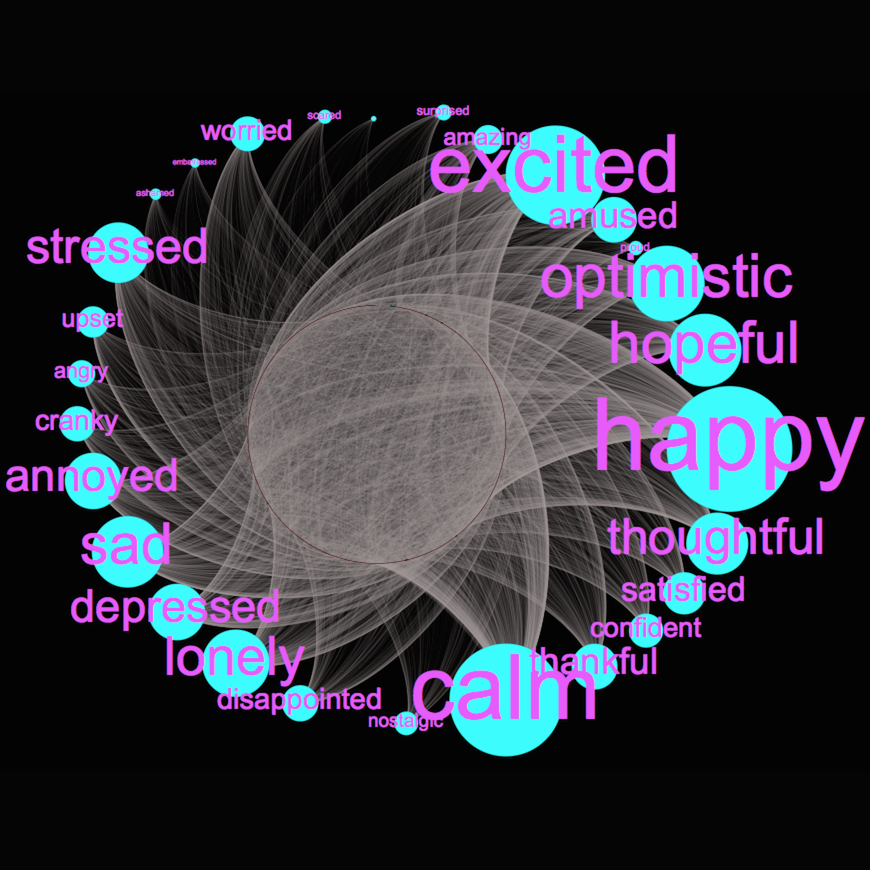 surprised
scared
worried
amazing
excited
embarassed
ashamed
amused
stressed
proud
optimistic
upset
hopeful
angry
cranky
happy
annoyed
thoughtful
sad
satisfied
depressed
confident
lonely
thankful
disappointed
calm
nostalgic